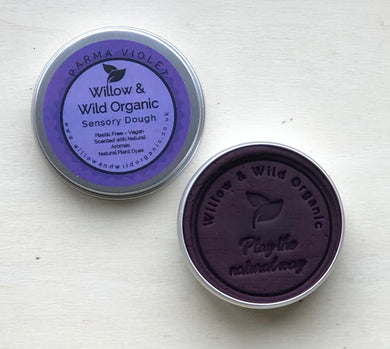 PARMA VIOLET
Willow &
Wild Organic
Sensory Dough
Plastic Free - Vegan
Scented with Natural
Aromas
Natural Plant Dyes
www.willowandwildorganic.co.uk
Willow & Wild Organic
Play the
natural way